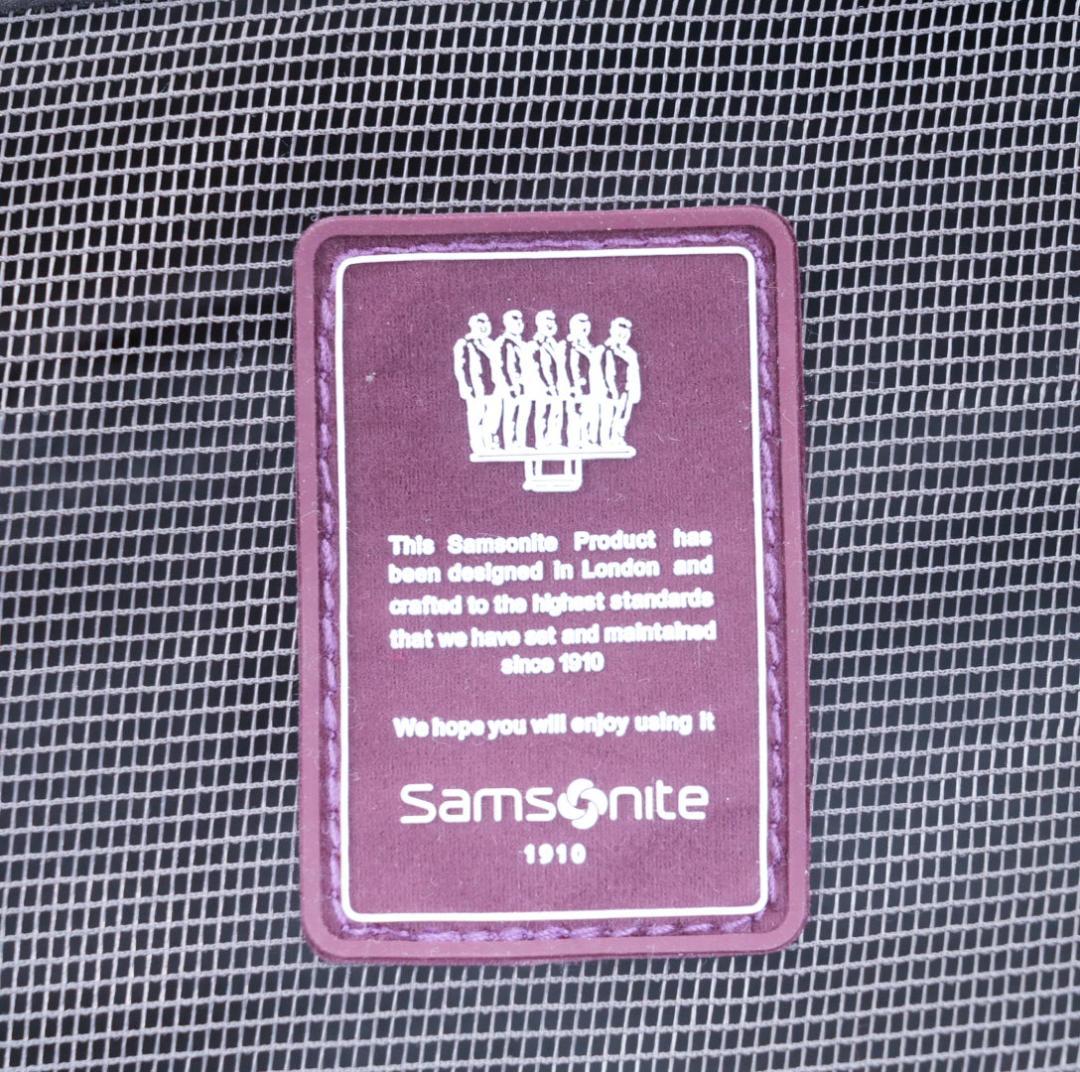 This Samsonite Product has
been designed in London and
crafted to the highest standards
that we have set and maintained
since 1910
We hope you will enjoy using it
Samsonite
1910